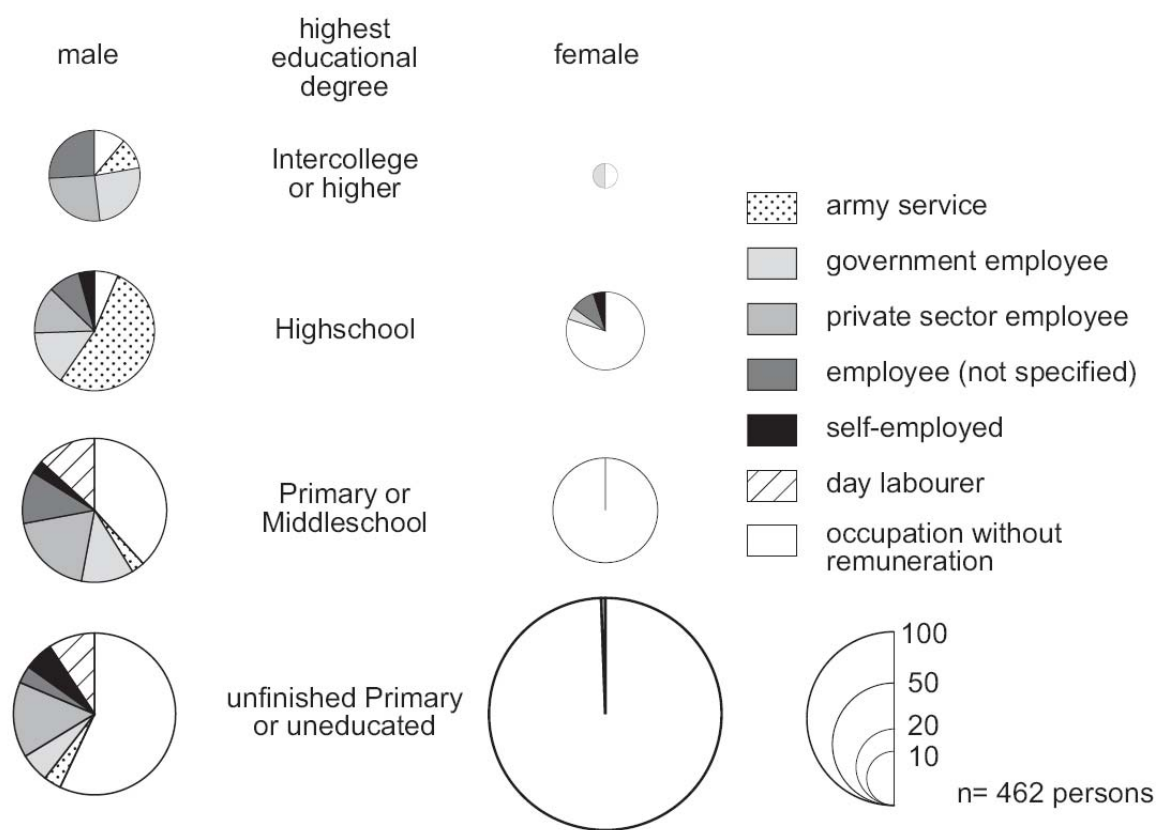 male
highest
educational
degree
female
Intercollege
or higher
Highschool
Primary or
Middleschool
unfinished Primary
or uneducated
army service
government employee
private sector employee
employee (not specified)
self-employed
day labourer
occupation without
remuneration
100
50
20
10
n= 462 persons